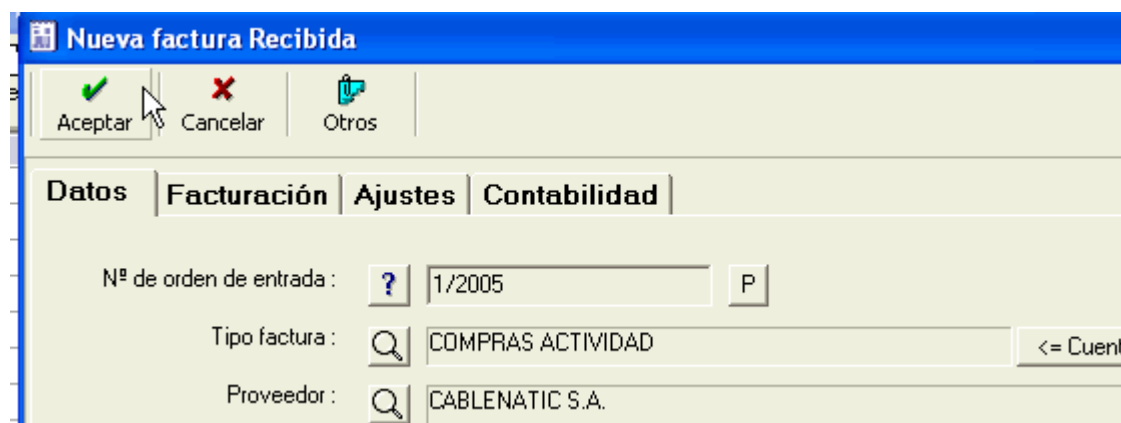 Nueva factura Recibida
Aceptar Cancelar Otros
Datos Facturación Ajustes Contabilidad
Nº de orden de entrada : ? 1/2005 P
Tipo factura : COMPRAS ACTIVIDAD <= Cuent
Proveedor : CABLENATIC S.A.